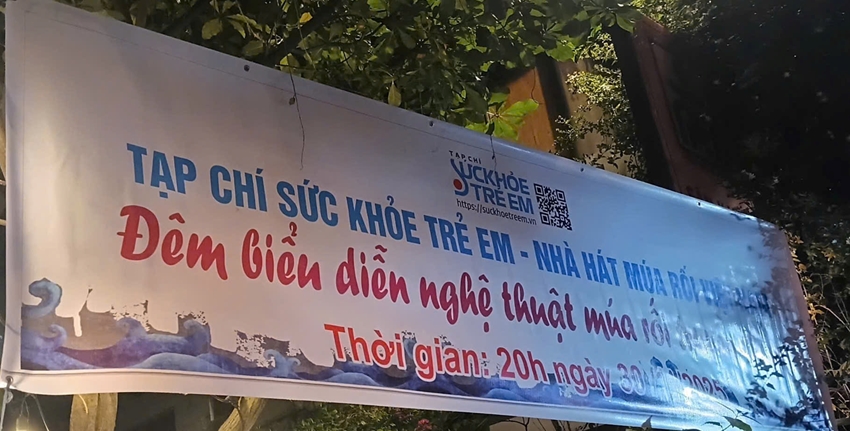 TẠP CHÍ
SỨCKHỎE
TRẺ EM
https://suckhoetreem.vn
TẠP CHÍ SỨC KHỎE TRẺ EM - NHÀ HÁT MÚA RỐI
Đêm biểu diễn nghệ thuật múa rối
Thời gian: 20h ngày